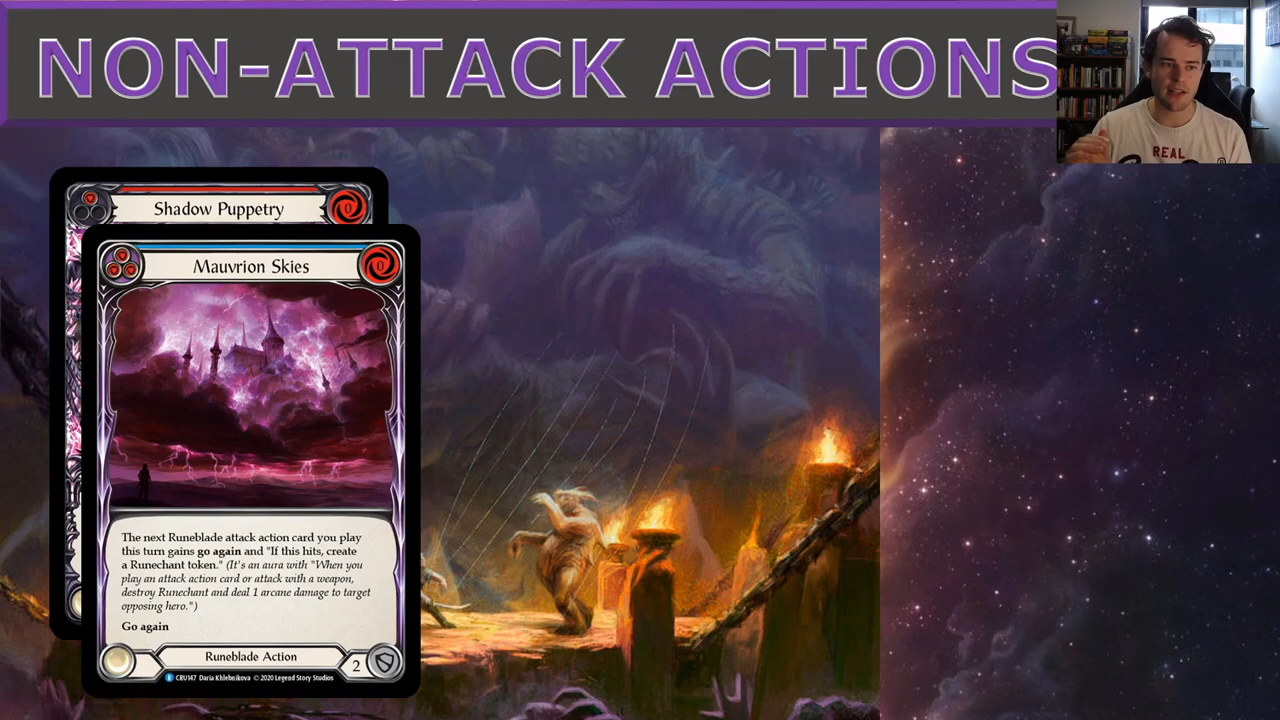 NON-ATTACK ACTIONS
REAL
Shadow Puppetry
0
Mauvrion Skies
0
The next Runeblade attack action card you play
this turn gains go again and "If this hits, create
a Runechant token." (It's an aura with "When you
play an attack action card or attack with a weapon,
destroy Runechant and deal 1 arcane damage to target
opposing hero.")
Go again
Runeblade Action
2
R CRU147 Daria Khlebnikova © 2020 Legend Story Studios